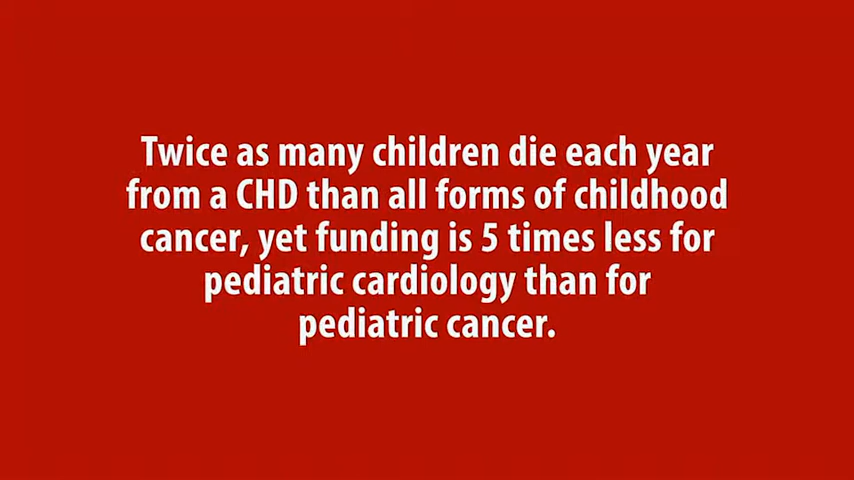 Twice as many children die each year
from a CHD than all forms of childhood
cancer, yet funding is 5 times less for
pediatric cardiology than for
pediatric cancer.